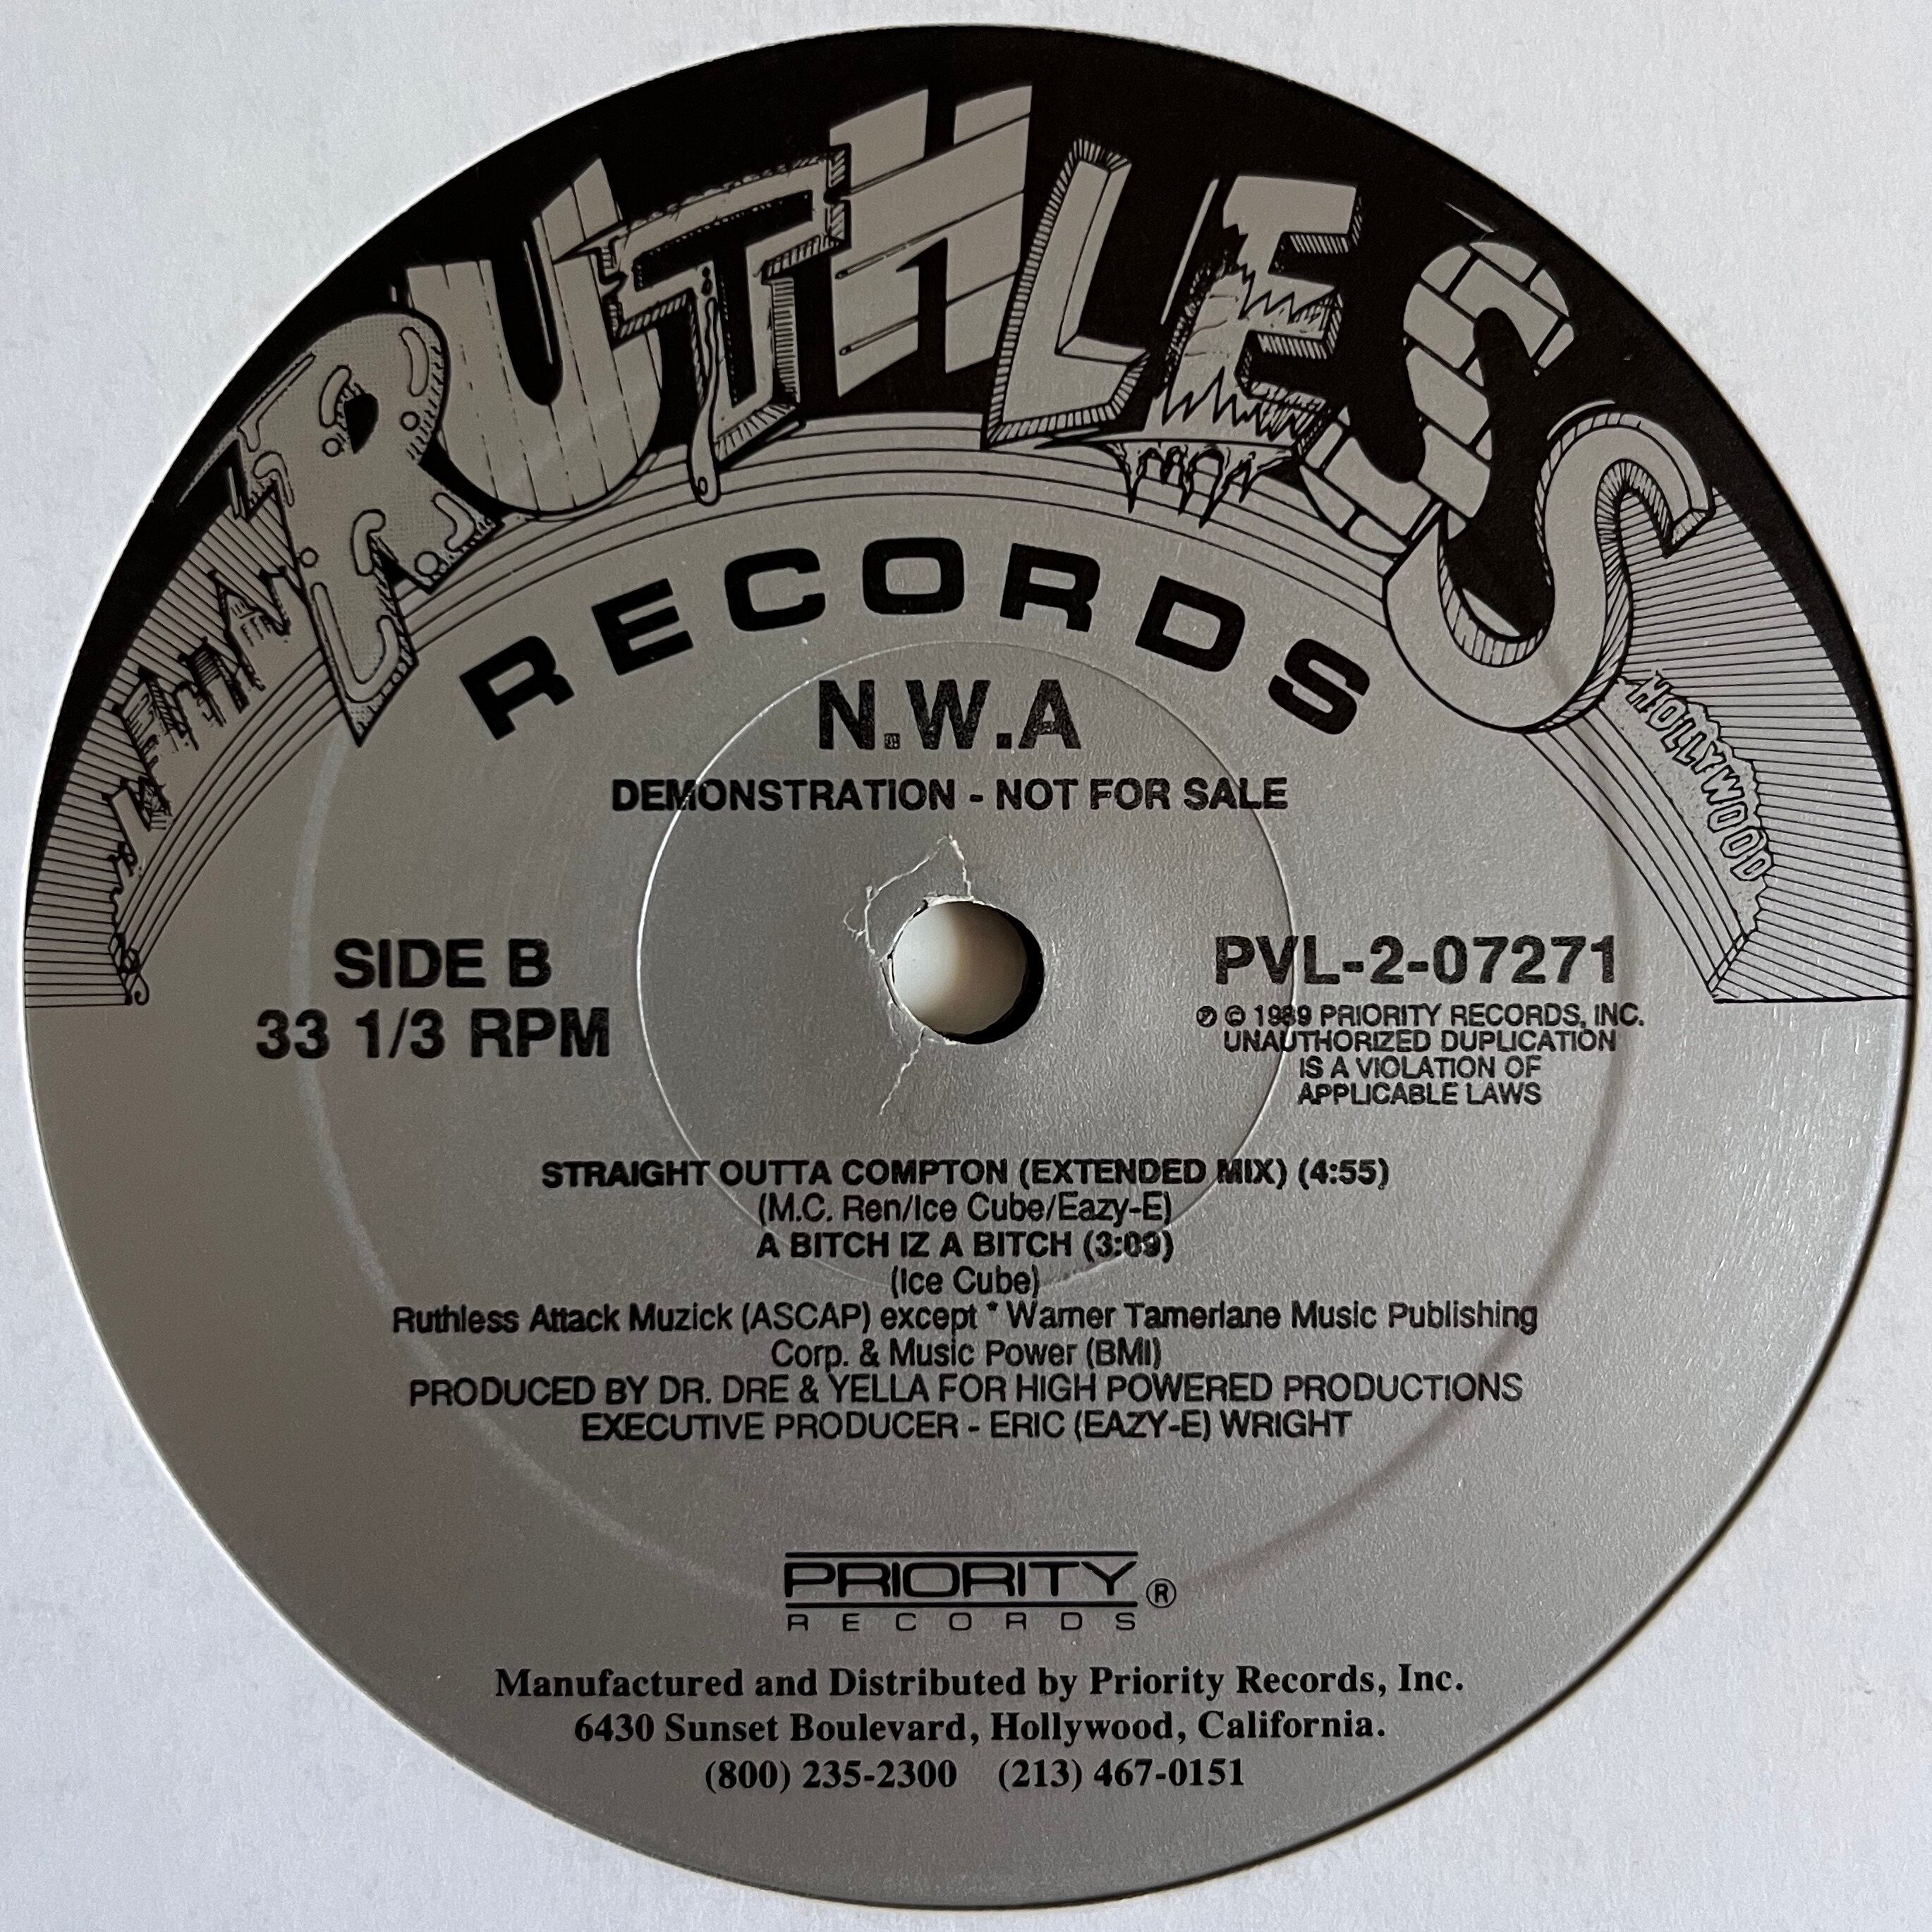 RUTHLESS
RECORDS
HOLLYWOOD
N.W.A
DEMONSTRATION - NOT FOR SALE
SIDE B
33 1/3 RPM
PVL-2-07271
℗ © 1989 PRIORITY RECORDS, INC.
UNAUTHORIZED DUPLICATION
IS A VIOLATION OF
APPLICABLE LAWS
STRAIGHT OUTTA COMPTON (EXTENDED MIX) (4:55)
(M.C. Ren/Ice Cube/Eazy-E)
A BITCH IZ A BITCH (3:09)
(Ice Cube)
Ruthless Attack Muzick (ASCAP) except * Warner Tamerlane Music Publishing
Corp. & Music Power (BMI)
PRODUCED BY DR. DRE & YELLA FOR HIGH POWERED PRODUCTIONS
EXECUTIVE PRODUCER - ERIC (EAZY-E) WRIGHT
PRIORITY ®
RECORDS
Manufactured and Distributed by Priority Records, Inc.
6430 Sunset Boulevard, Hollywood, California.
(800) 235-2300 (213) 467-0151